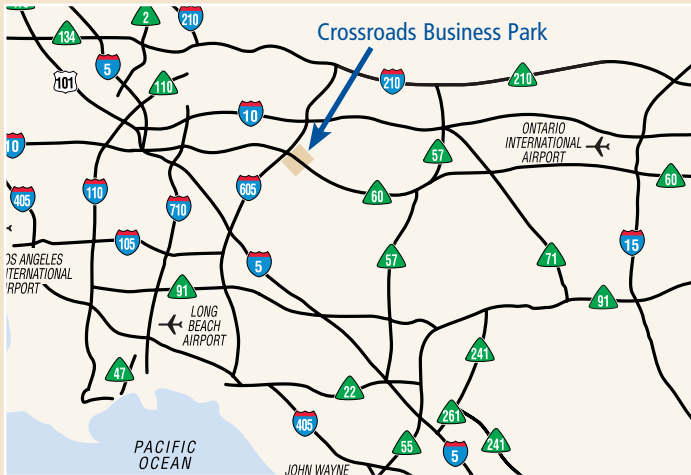 2
210
134
Crossroads Business Park
5
101
110
210
210
10
ONTARIO
INTERNATIONAL
AIRPORT
10
57
60
60
405
110
605
710
105
15
5
57
71
OS ANGELES
TERNATIONAL
RPORT
91
91
LONG
BEACH
AIRPORT
241
47
22
405
261
241
55
5
PACIFIC
OCEAN
JOHN WAYNE